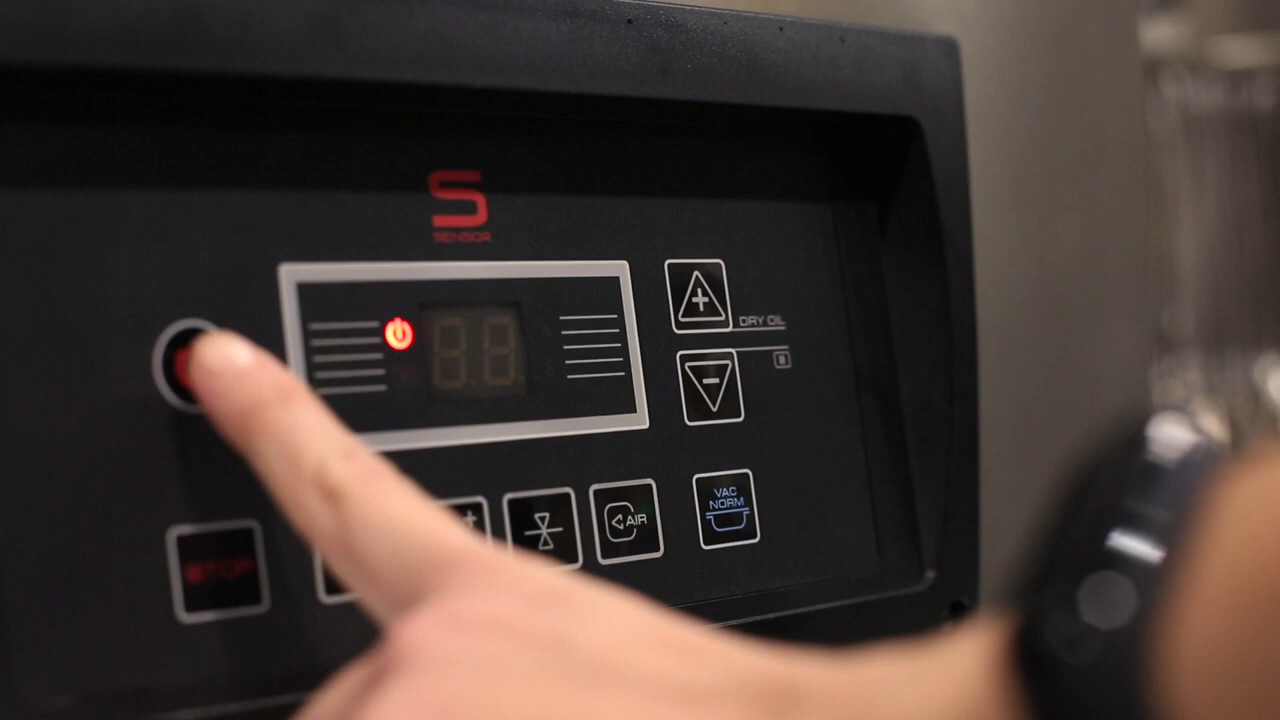 S
SENSOR
DRY OIL
STOP
AIR
VAC
NORM